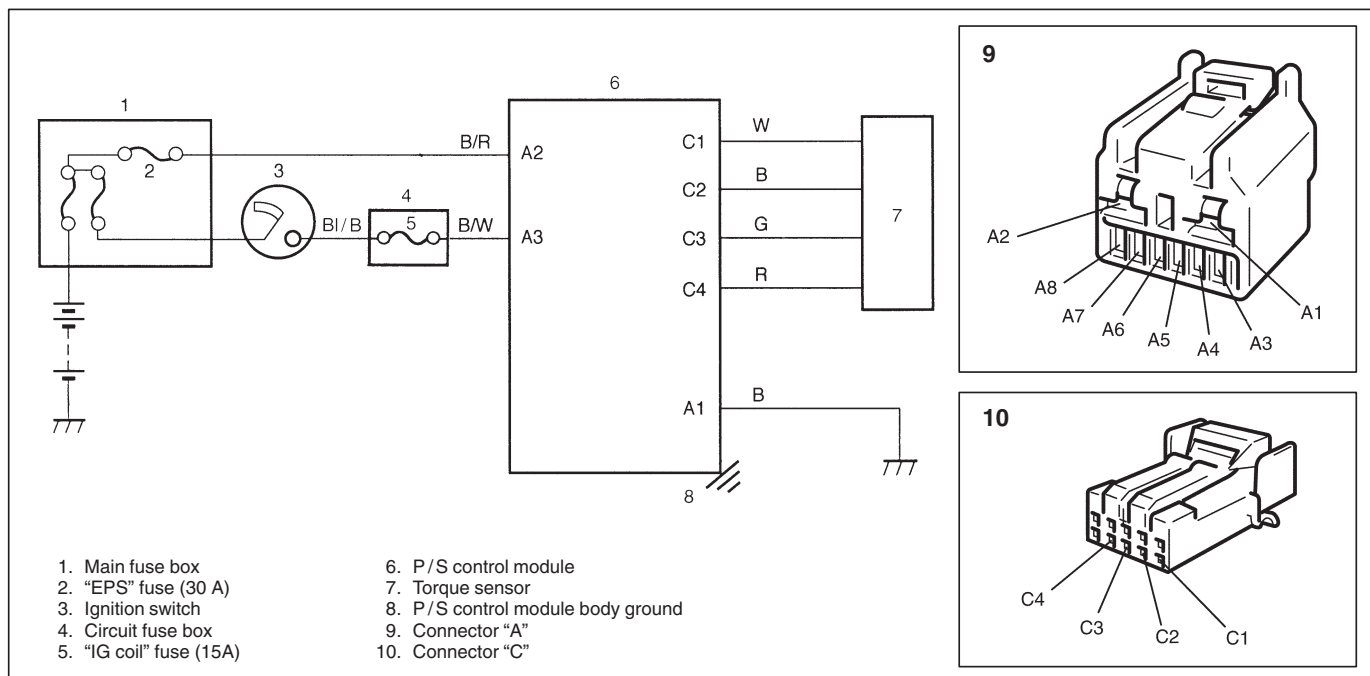 1
2
3
4
5
6
7
8
B/R
Bl / B
B/W
A2
A3
C1
C2
C3
C4
A1
W
B
G
R
B
1. Main fuse box
2. “EPS” fuse (30 A)
3. Ignition switch
4. Circuit fuse box
5. “IG coil” fuse (15A)
6. P / S control module
7. Torque sensor
8. P / S control module body ground
9. Connector “A”
10. Connector “C”
9
A2
A8
A7
A6
A5
A4
A3
A1
10
C4
C3
C2
C1